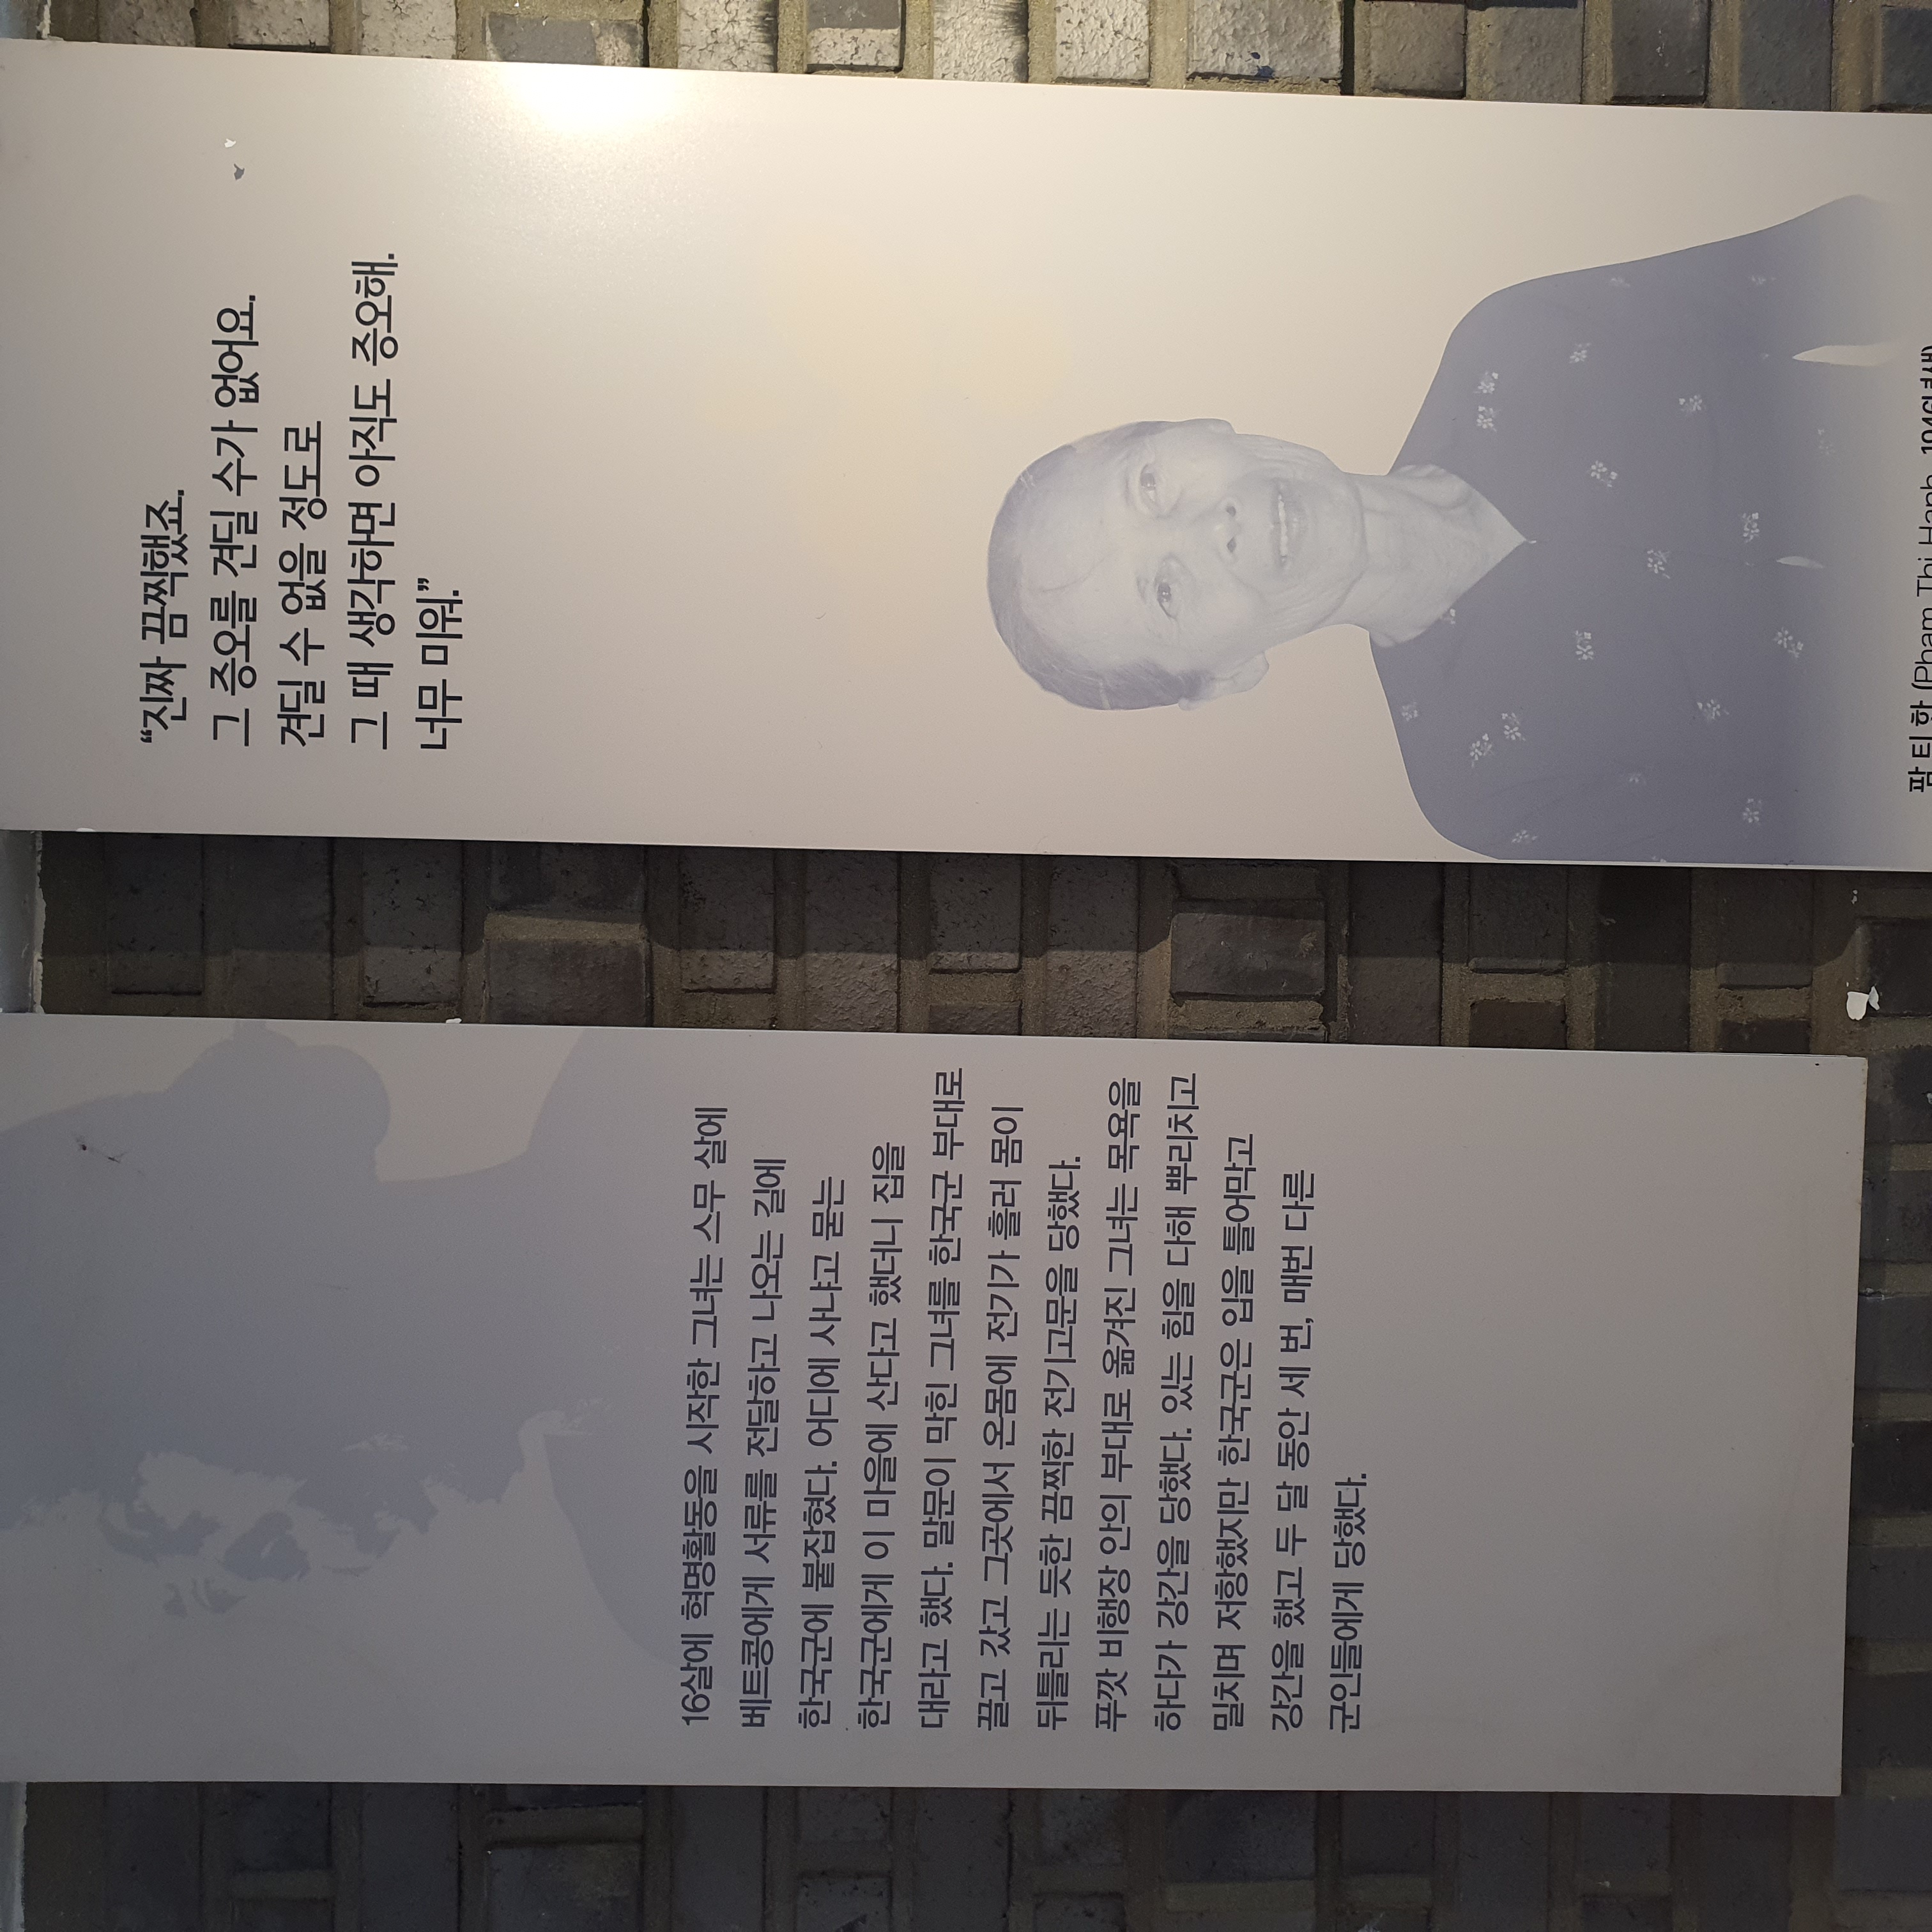 16살에 혁명활동을 시작한 그녀는 스무 살에
베트콩에게 서류를 전달하고 나오는 길에
한국군에 붙잡혔다. 어디에 사냐고 묻는
한국군에게 이 마을에 산다고 했더니 집을
대라고 했다. 말문이 막힌 그녀를 한국군 부대로
끌고 갔고 그곳에서 온몸에 전기가 흘러 몸이
뒤틀리는 듯한 끔찍한 전기고문을 당했다.
푸깟 비행장 안의 부대로 옮겨진 그녀는 목욕을
하다가 강간을 당했다. 있는 힘을 다해 뿌리치고
밀치며 저항했지만 한국군은 입을 틀어막고
강간을 했고 두 달 동안 세 번, 매번 다른
군인들에게 당했다.
“진짜 끔찍했죠.
그 증오를 견딜 수가 없어요.
견딜 수 없을 정도로
그 때 생각하면 아직도 증오해.
너무 미워.”
팜 티 (Pham Thi Hanh, 1946년생)